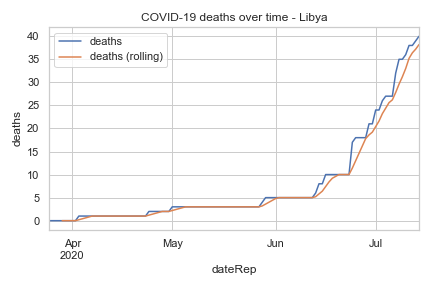 COVID-19 deaths over time - Libya
deaths
deaths (rolling)
40
35
30
25
20
15
10
5
0
deaths
Apr
2020
May
Jun
Jul
dateRep